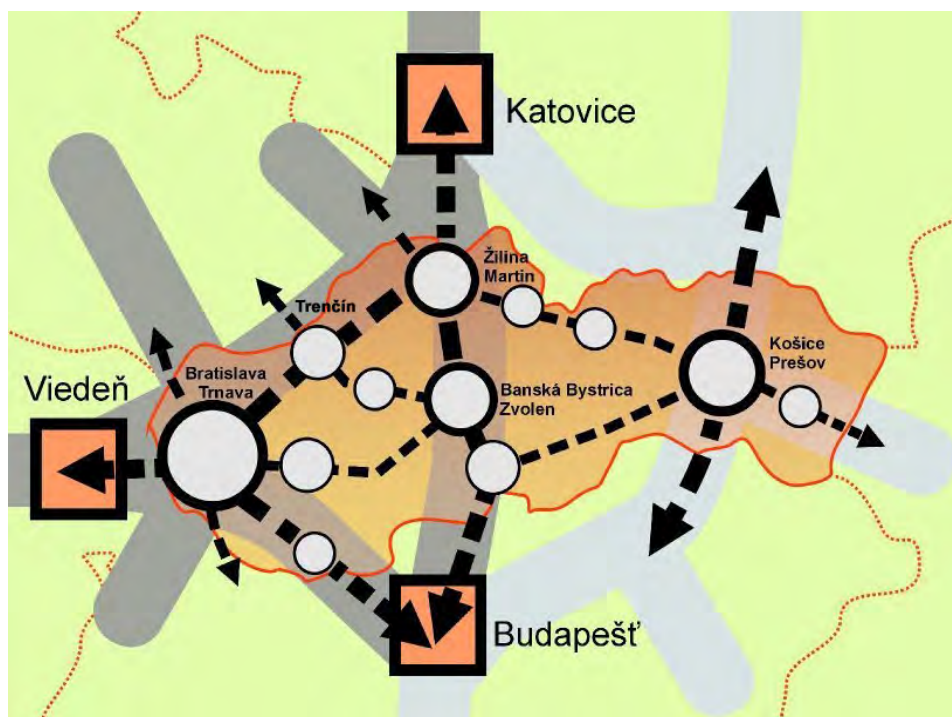 Katovice
Žilina
Martin
Trenčín
Košice
Prešov
Bratislava
Trnava
Viedeň
Banská Bystrica
Zvolen
Budapešť